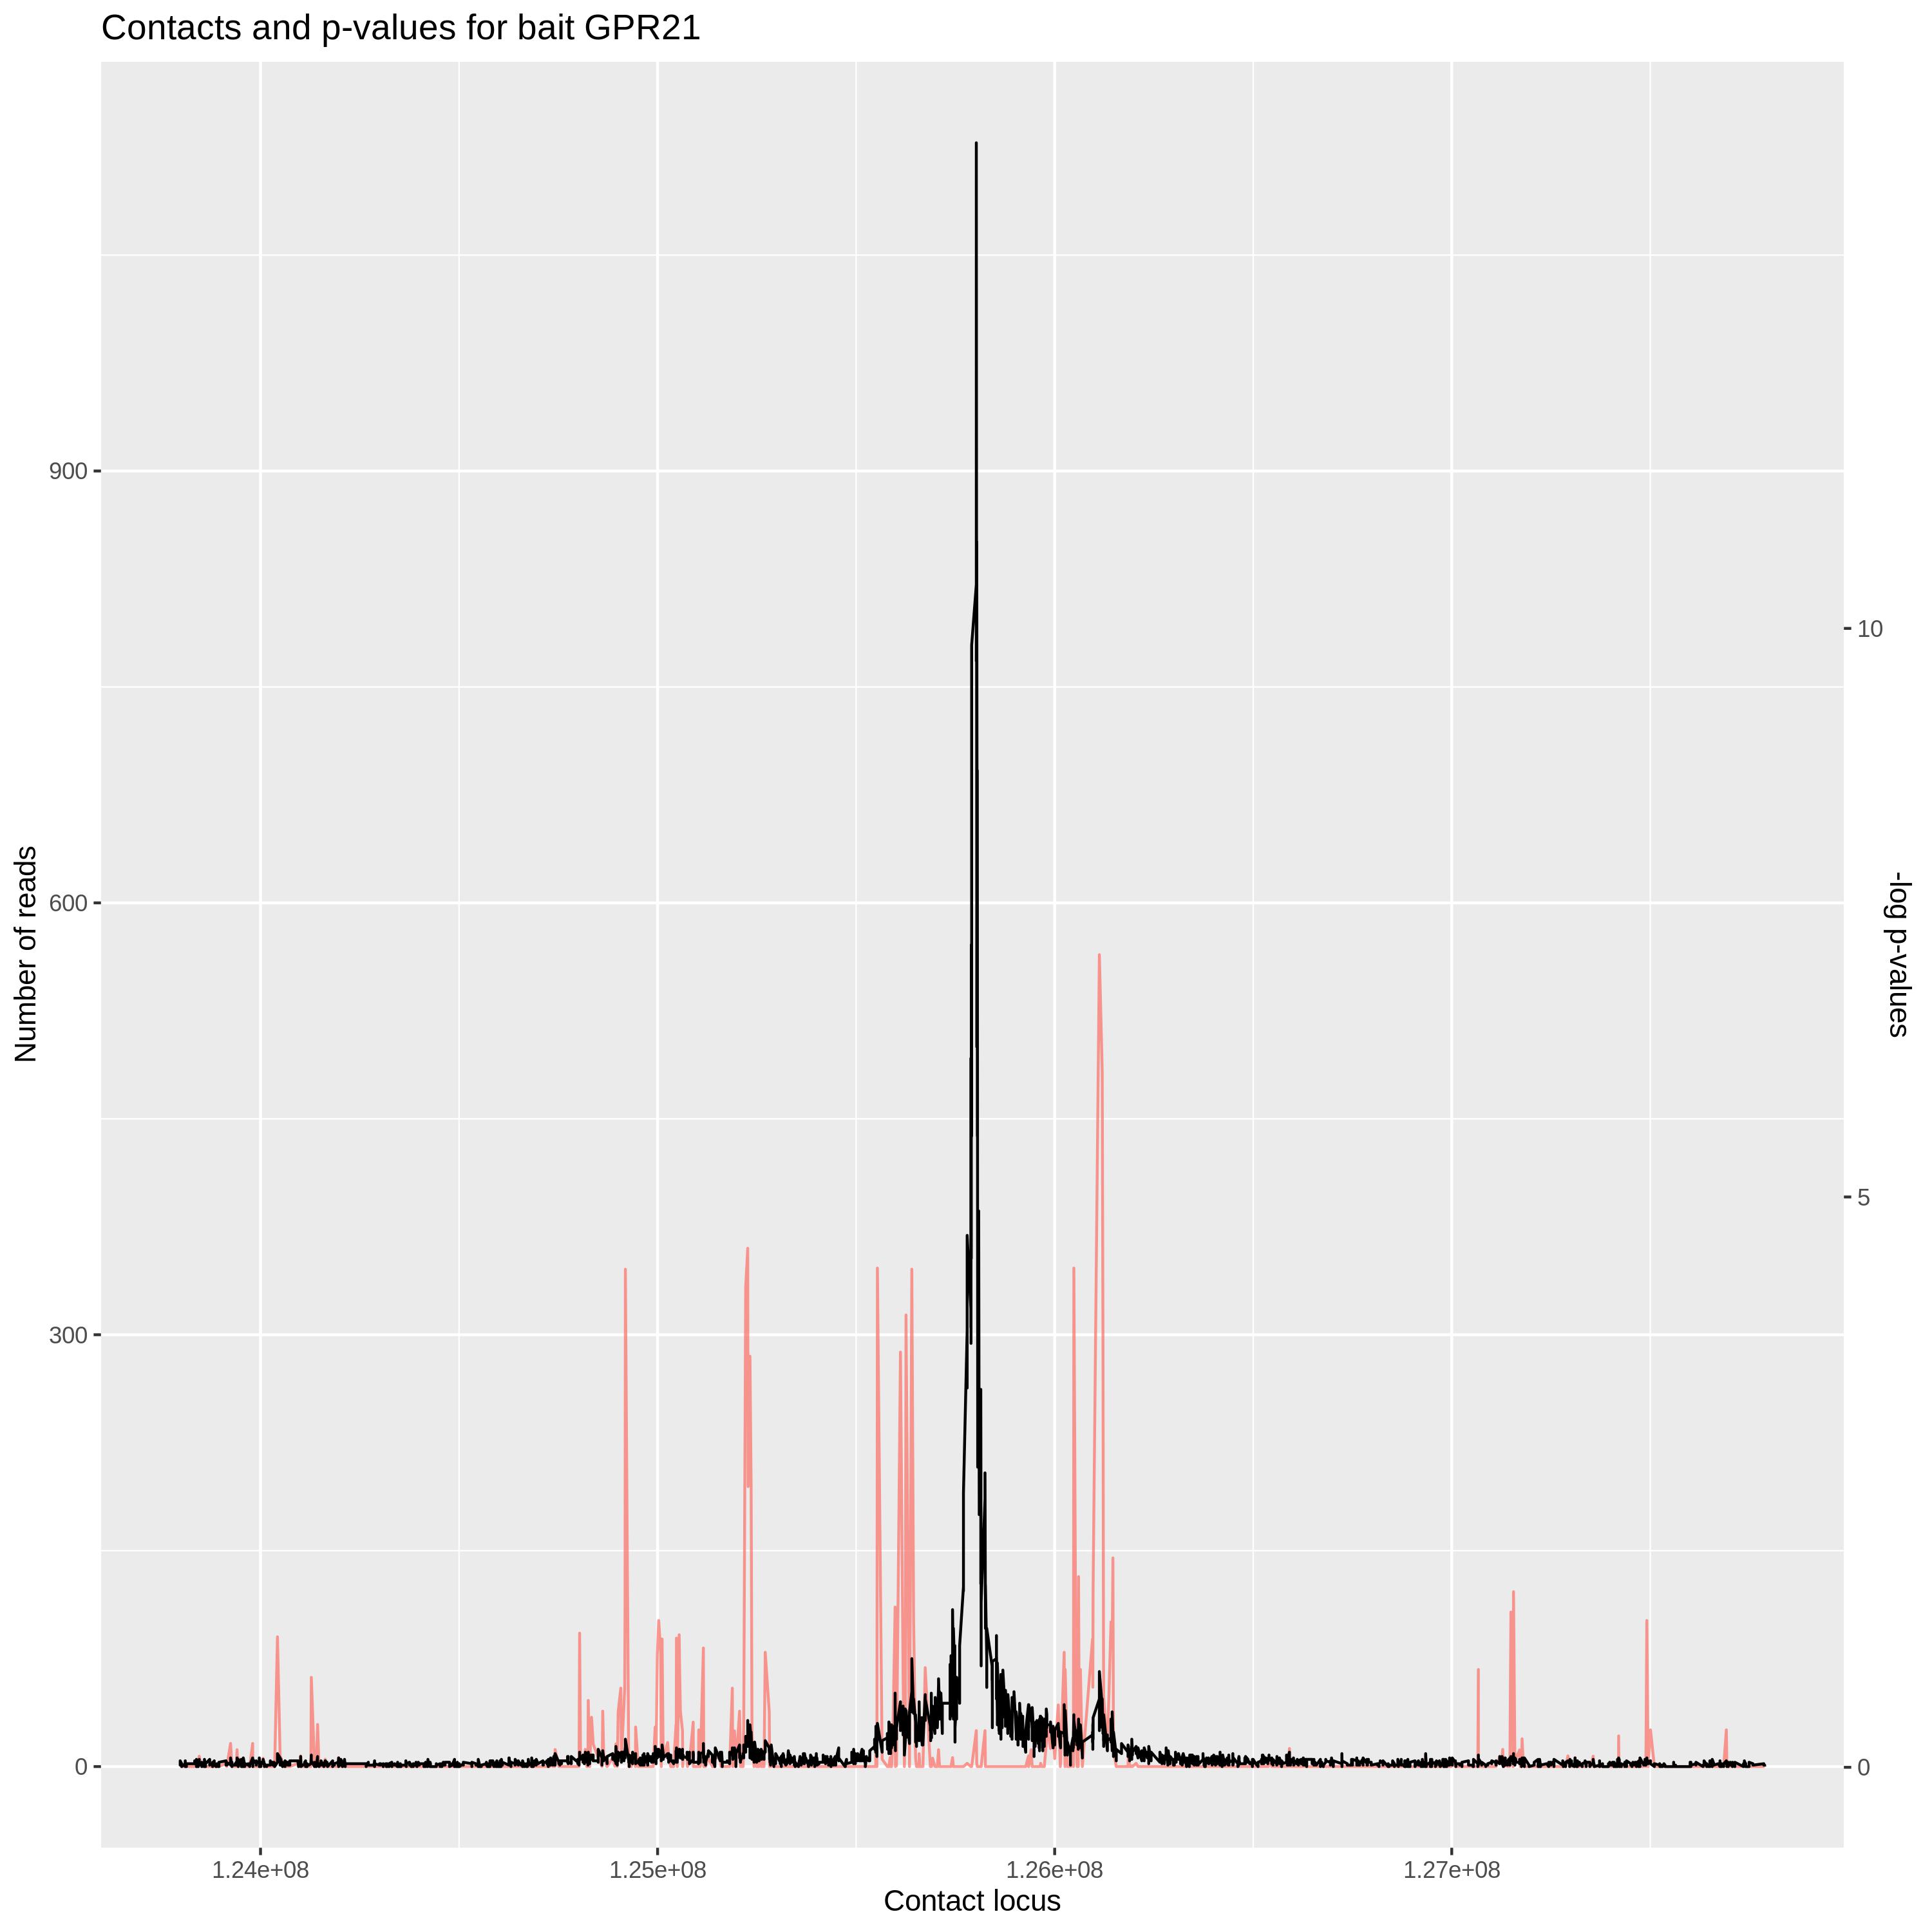 Contacts and p-values for bait GPR21
Number of reads
900
600
300
0
10
5
0
-log p-values
1.24e+08
1.25e+08
1.26e+08
1.27e+08
Contact locus